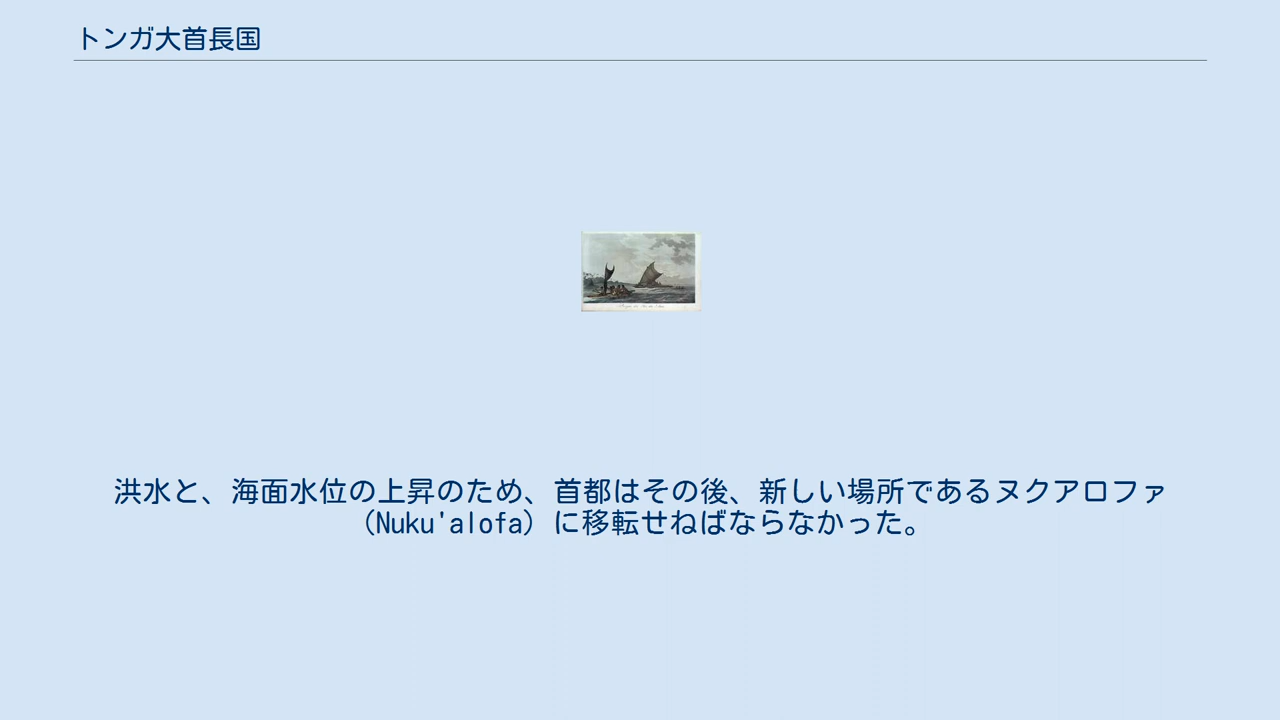 トンガ大首長国
洪水と、海面水位の上昇のため、首都はその後、新しい場所であるヌクアロファ
（Nuku'alofa）に移転せねばならなかった。